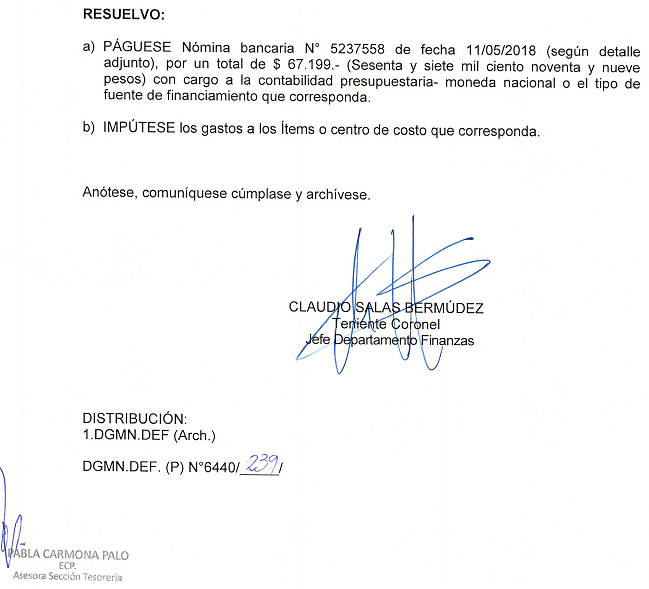 RESUELVO:
a) PÁGUESE Nómina bancaria N° 5237558 de fecha 11/05/2018 (según detalle
adjunto), por un total de $ 67.199.- (Sesenta y siete mil ciento noventa y nueve
pesos) con cargo a la contabilidad presupuestaria- moneda nacional o el tipo de
fuente de financiamiento que corresponda.
b) IMPÚTESE los gastos a los Ítems o centro de costo que corresponda.
Anótese, comuníquese cúmplase y archívese.
CLAUDIO SALAS BERMÚDEZ
Teniente Coronel
Jefe Departamento Finanzas
DISTRIBUCIÓN:
1.DGMN.DEF (Arch.)
DGMN.DEF. (P) N°6440/ 239/
PABLA CARMONA PALO
ECP.
Asesora Sección Tesorería